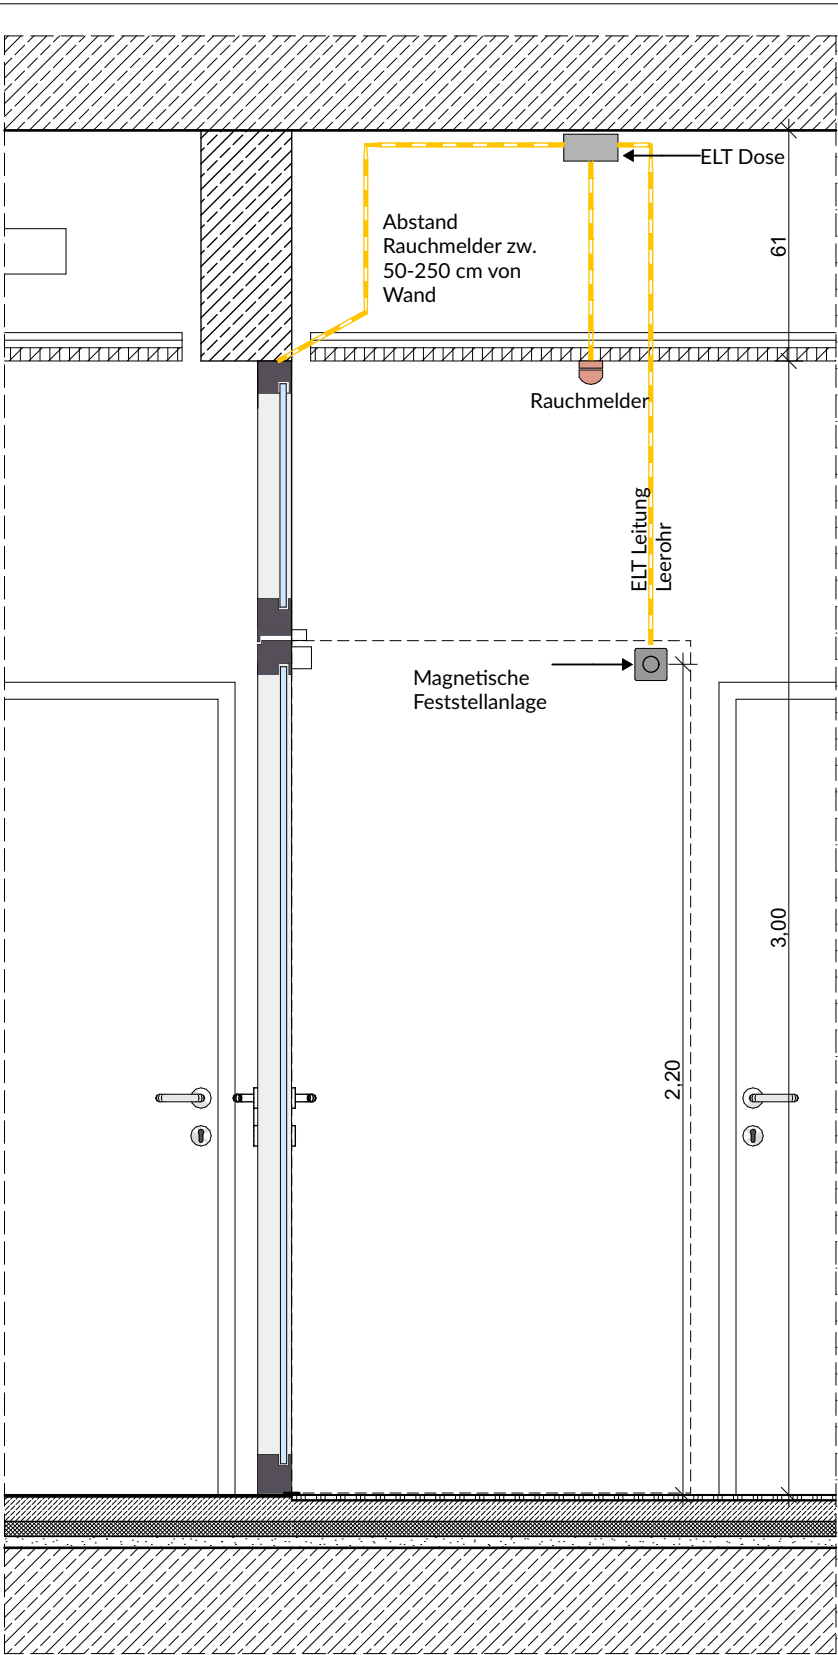 ELT Dose
Abstand
Rauchmelder zw.
50-250 cm von
Wand
61
Rauchmelder
ELT Leitung
Leerohr
Magnetische
Feststellanlage
3,00
2,20